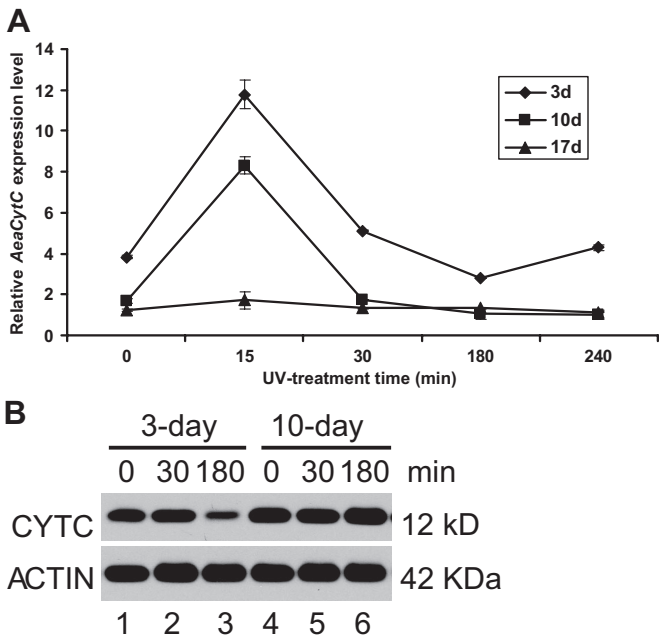 A
Relative AeaCytC expression level
14
12
10
8
6
4
2
0
3d
10d
17d
0 15 30 180 240
UV-treatment time (min)
B
3-day 10-day
0 30 180 0 30 180 min
CYTC 12 kD
ACTIN 42 KDa
1 2 3 4 5 6